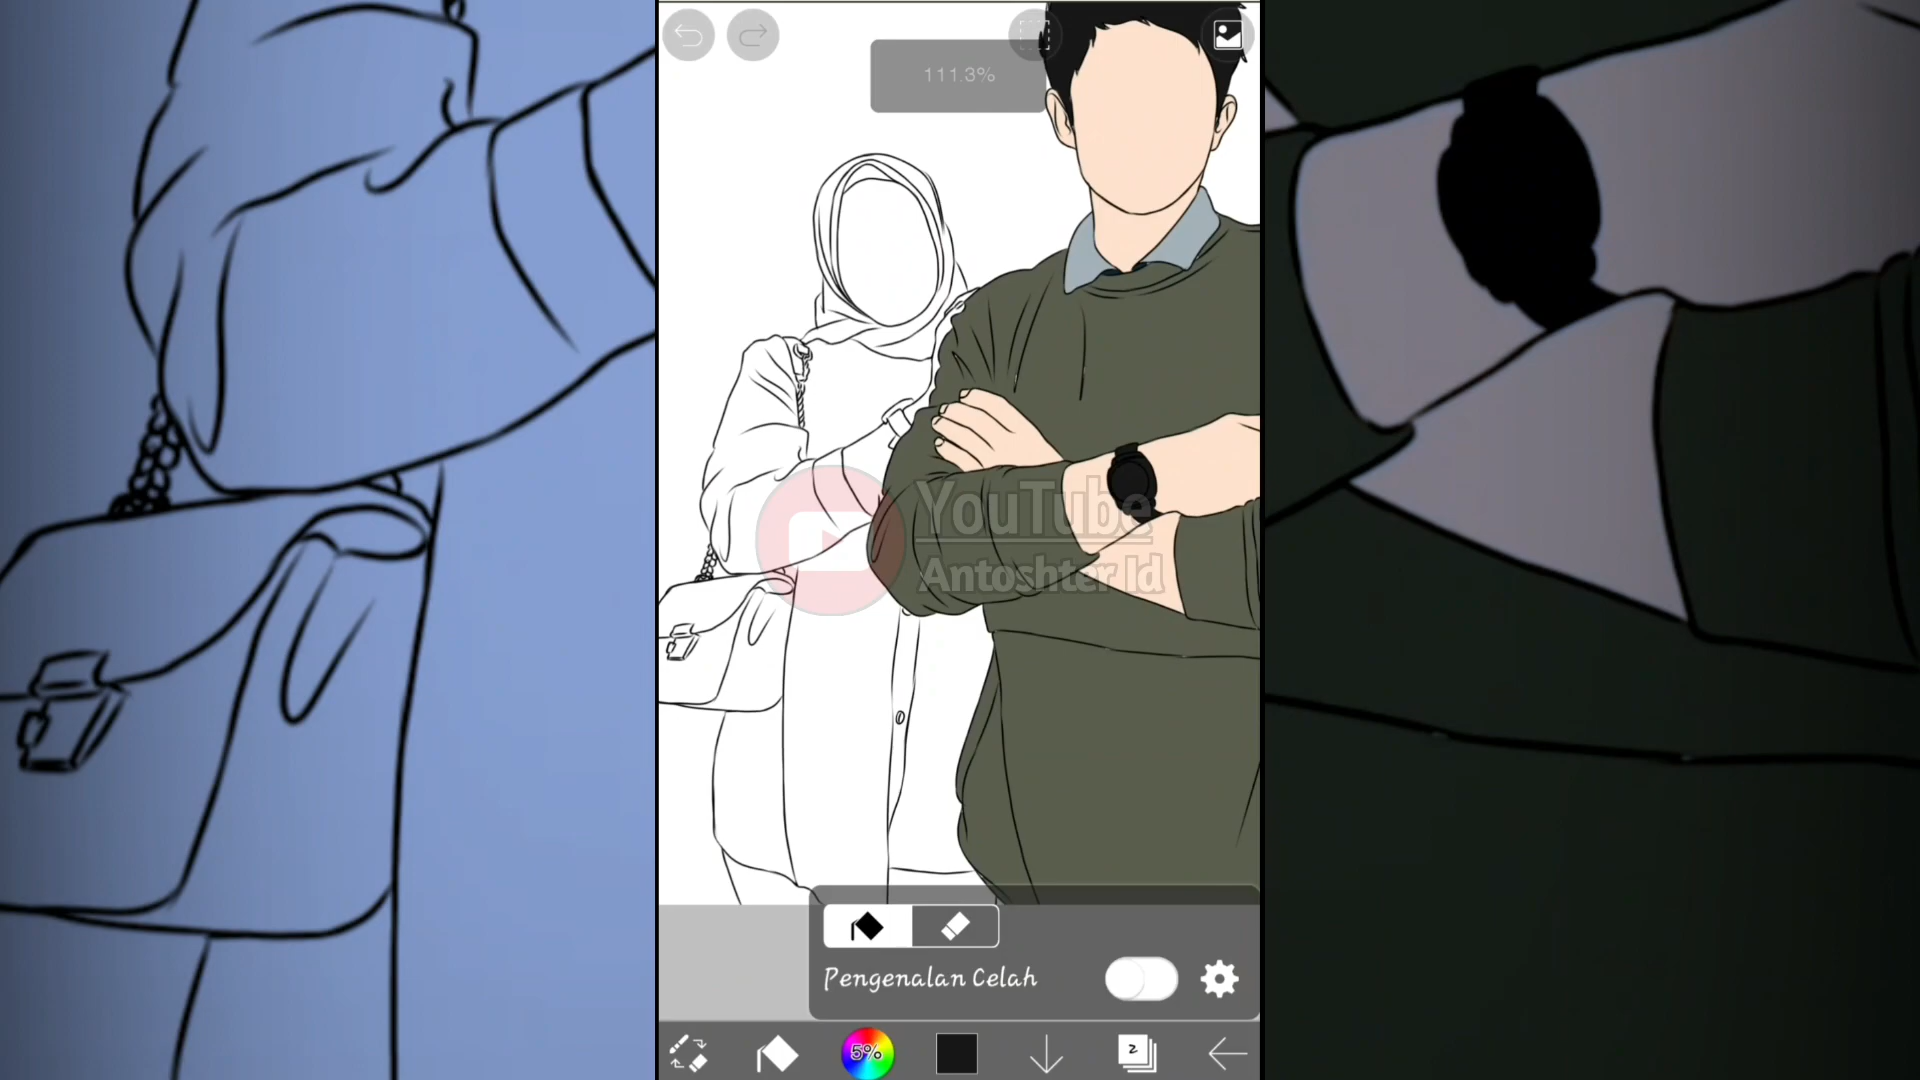 111.3%
YouTube
Antoshter Id
Pengenalan Celah
5%
2